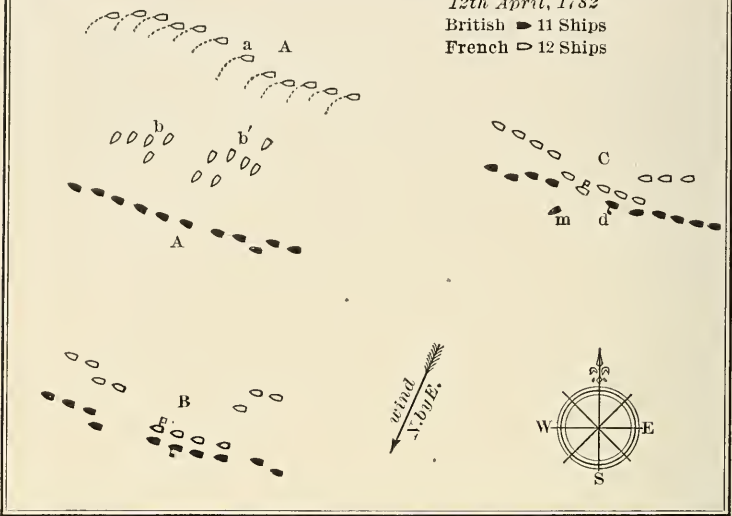 12th April, 1782
British 11 Ships
French 12 Ships
a A
b b'
A
C
m d
B
wind
N. by E.
W E
S